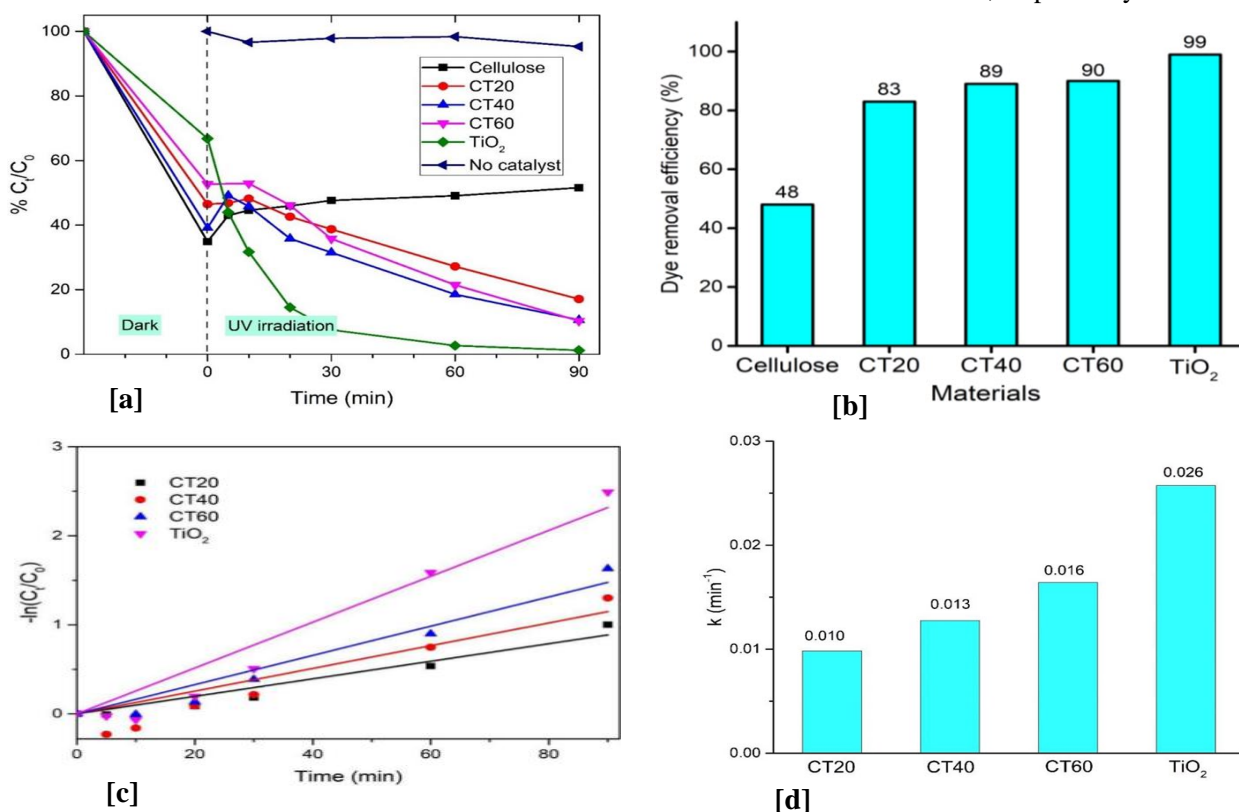 % Cₜ/C₀
100
80
60
40
20
0
Cellulose
CT20
CT40
CT60
TiO₂
No catalyst
Dark
UV irradiation
0
30
60
90
Time (min)
[a]
Dye removal efficiency (%)
100
80
60
40
20
0
48
83
89
90
99
Cellulose
CT20
CT40
CT60
TiO₂
Materials
[b]
-ln(Cₜ/C₀)
3
2
1
0
CT20
CT40
CT60
TiO₂
0
20
40
60
80
Time (min)
[c]
k (min⁻¹)
0.03
0.02
0.01
0.00
0.010
0.013
0.016
0.026
CT20
CT40
CT60
TiO₂
[d]